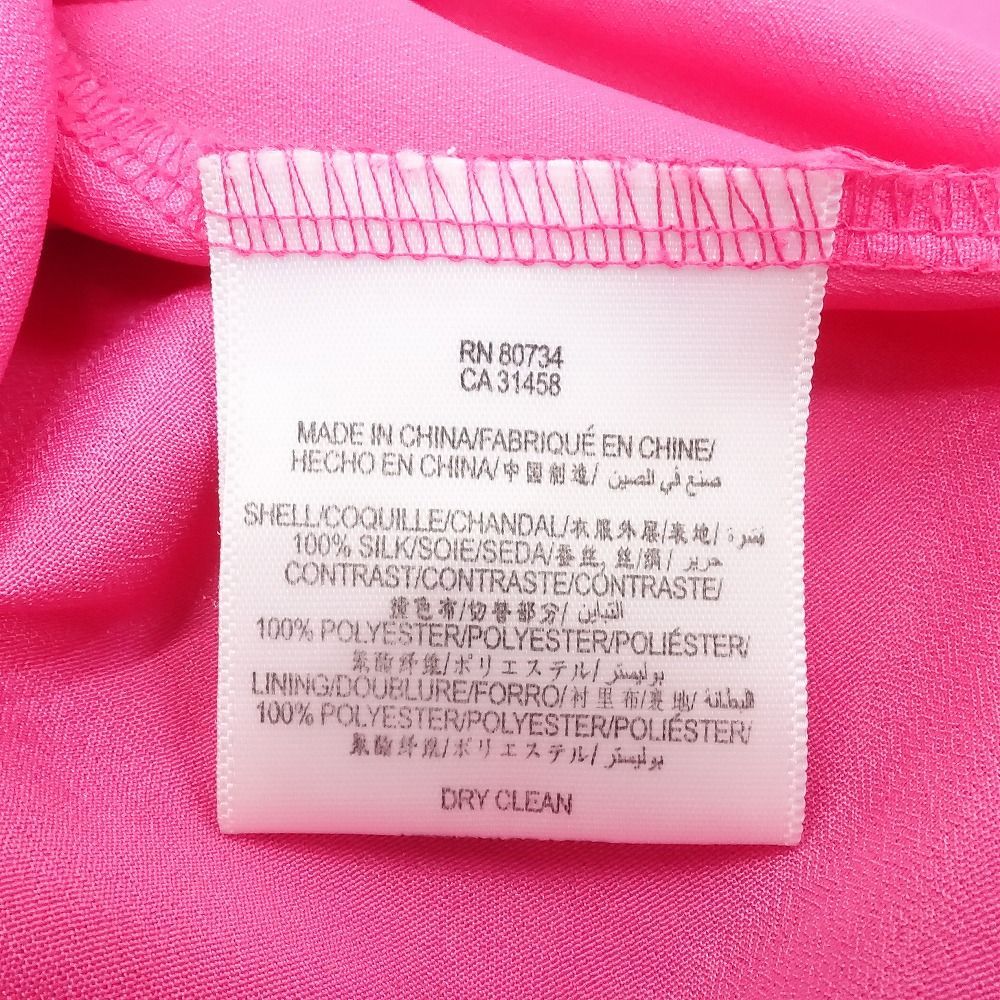 RN 80734
CA 31458
MADE IN CHINA/FABRIQUÉ EN CHINE/
HECHO EN CHINA/中国制造/ صنع في الصين
SHELL/COQUILLE/CHANDAL/衣服外层/表地/
100% SILK/SOIE/SEDA/蚕丝, 丝/絹/ حرير
CONTRAST/CONTRASTE/CONTRASTE/
撞色布/切替部分/ التباين
100% POLYESTER/POLYESTER/POLIÉSTER/
聚酯纤维/ポリエステル/ بوليستر
LINING/DOUBLURE/FORRO/衬里布/裏地/ البطانة
100% POLYESTER/POLYESTER/POLIÉSTER/
聚酯纤维/ポリエステル/ بوليستر
DRY CLEAN